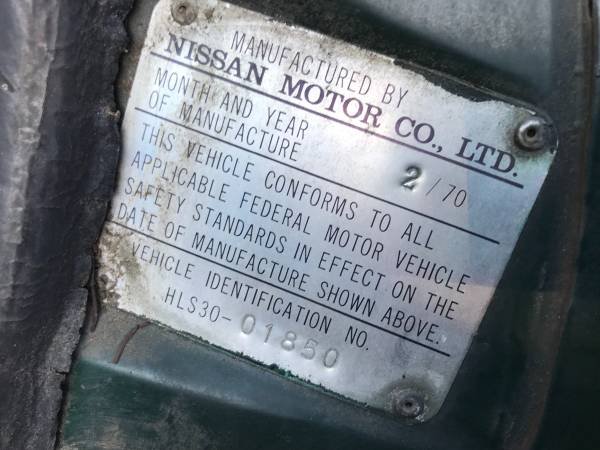 MANUFACTURED BY
NISSAN MOTOR CO., LTD.
MONTH AND YEAR
OF MANUFACTURE 2/70
THIS VEHICLE CONFORMS TO ALL
APPLICABLE FEDERAL MOTOR VEHICLE
SAFETY STANDARDS IN EFFECT ON THE
DATE OF MANUFACTURE SHOWN ABOVE.
VEHICLE IDENTIFICATION NO.
HLS30-01850